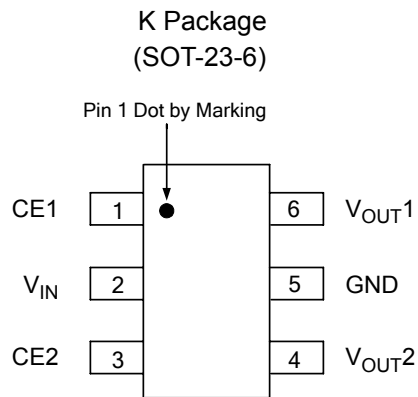 K Package
(SOT-23-6)
Pin 1 Dot by Marking
CE1 1 6 VOUT1
VIN 2 5 GND
CE2 3 4 VOUT2